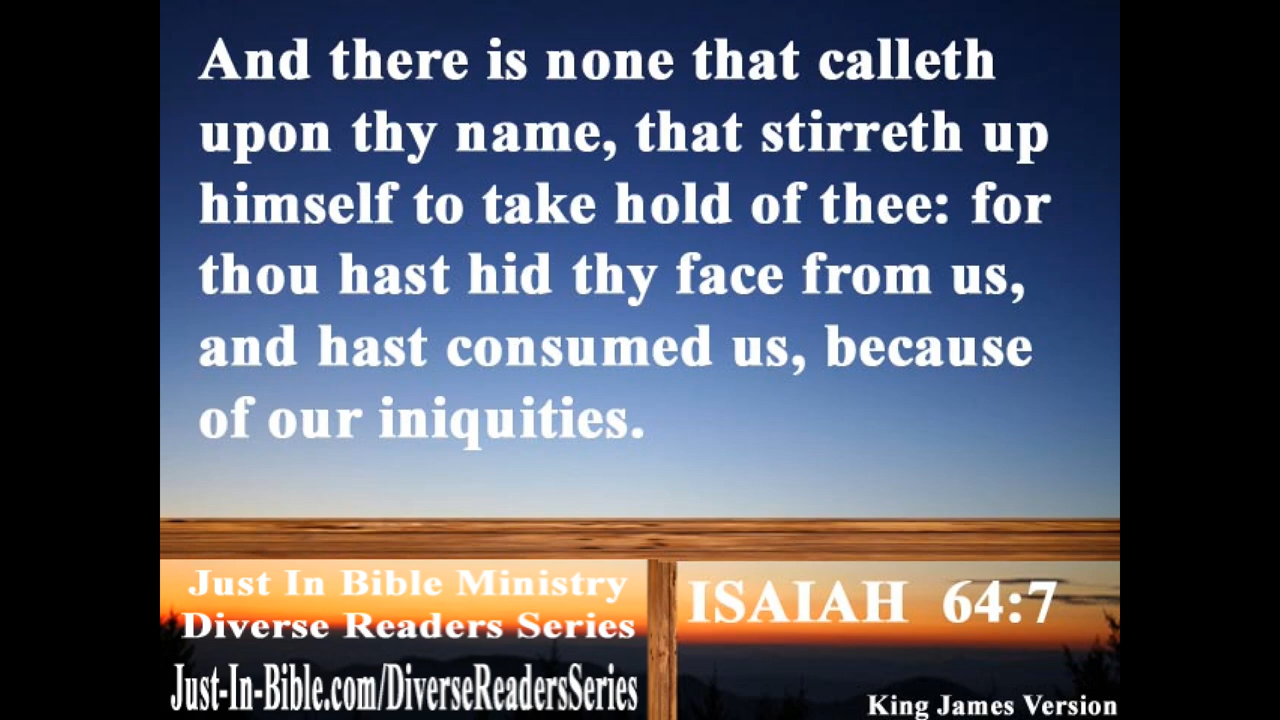 And there is none that calleth
upon thy name, that stirreth up
himself to take hold of thee: for
thou hast hid thy face from us,
and hast consumed us, because
of our iniquities.
Just In Bible Ministry
Diverse Readers Series
Just-In-Bible.com/DiverseReadersSeries
ISAIAH 64:7
King James Version